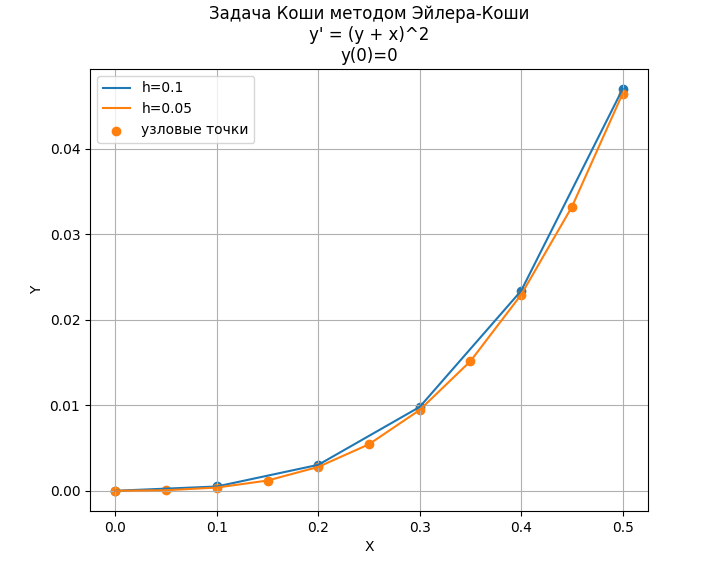 Задача Коши методом Эйлера-Коши
y' = (y + x)^2
y(0)=0
h=0.1
h=0.05
узловые точки
0.04
0.03
0.02
0.01
0.00
Y
0.0 0.1 0.2 0.3 0.4 0.5
X